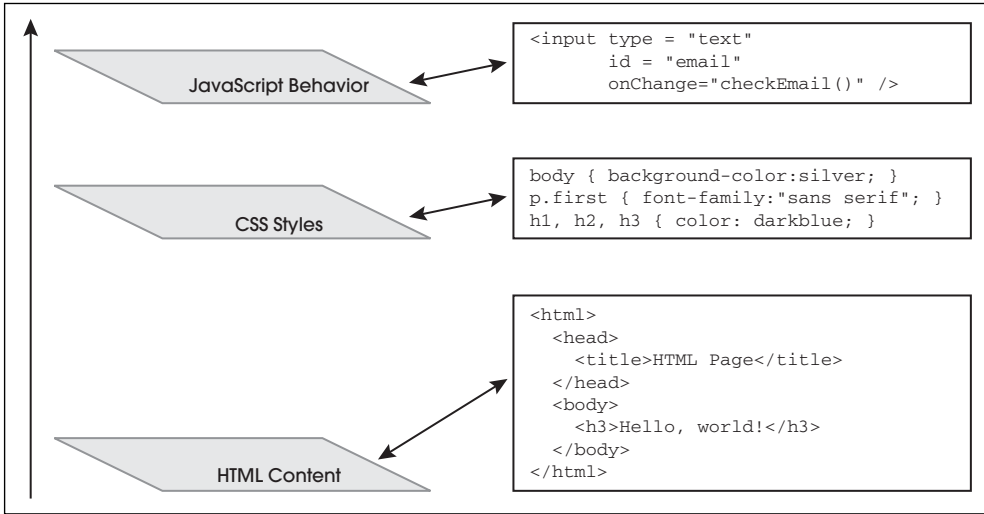 JavaScript Behavior
<input type = "text"
id = "email"
onChange="checkEmail()" />
CSS Styles
body { background-color:silver; }
p.first { font-family:"sans serif"; }
h1, h2, h3 { color: darkblue; }
HTML Content
<html>
<head>
<title>HTML Page</title>
</head>
<body>
<h3>Hello, world!</h3>
</body>
</html>